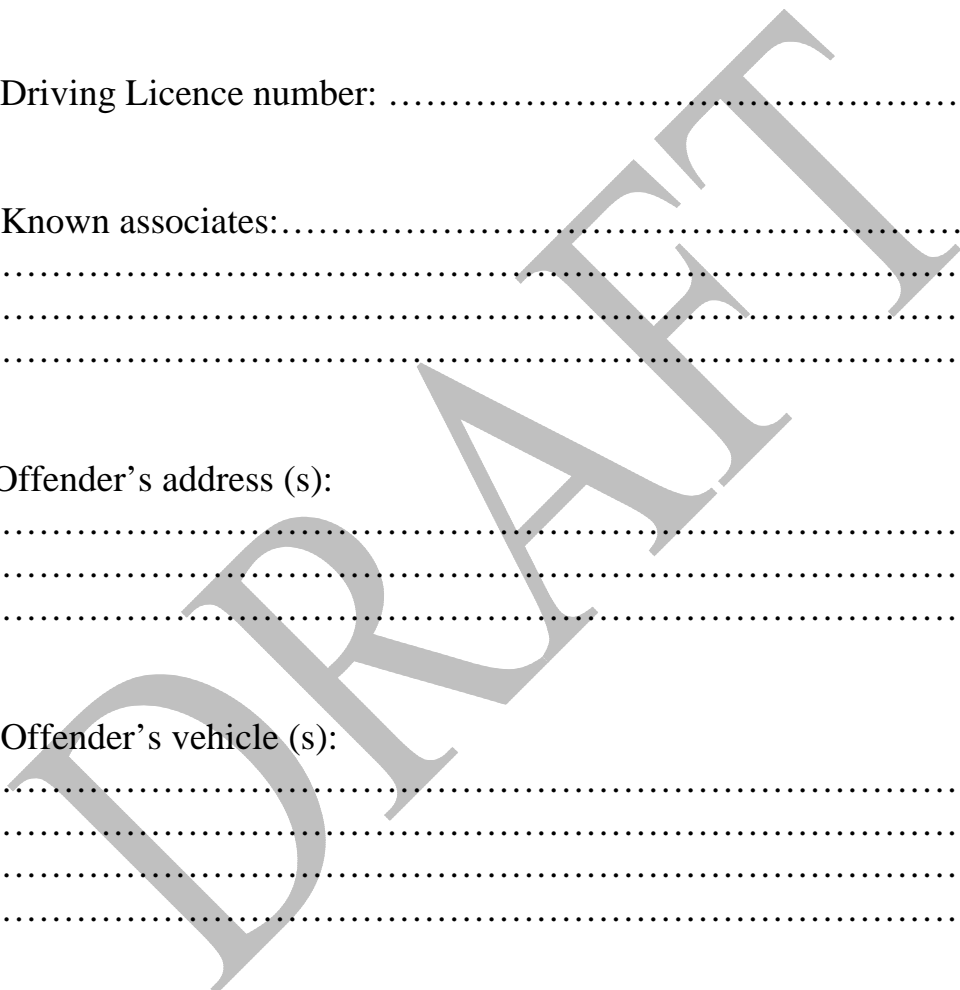 Driving Licence number: ……………………………………
Known associates:…………………………………………………
……………………………………………………………………
……………………………………………………………………
……………………………………………………………………
Offender’s address (s):
……………………………………………………………………
……………………………………………………………………
……………………………………………………………………
Offender’s vehicle (s):
……………………………………………………………………
……………………………………………………………………
……………………………………………………………………
……………………………………………………………………
DRAFT